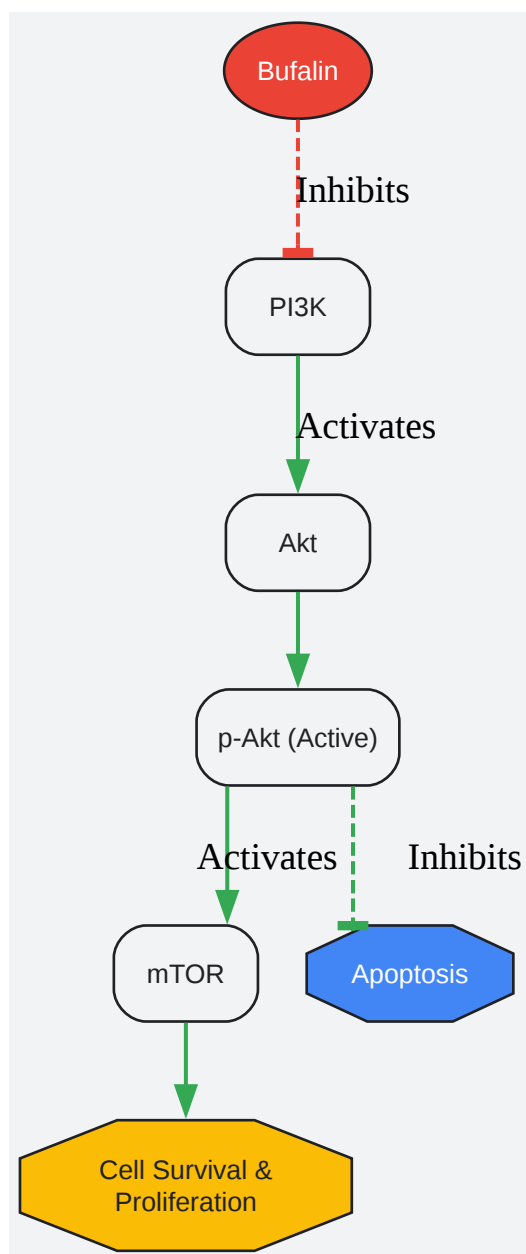 Bufalin
Inhibits
PI3K
Activates
Akt
p-Akt (Active)
Activates
Inhibits
mTOR
Apoptosis
Cell Survival &
Proliferation